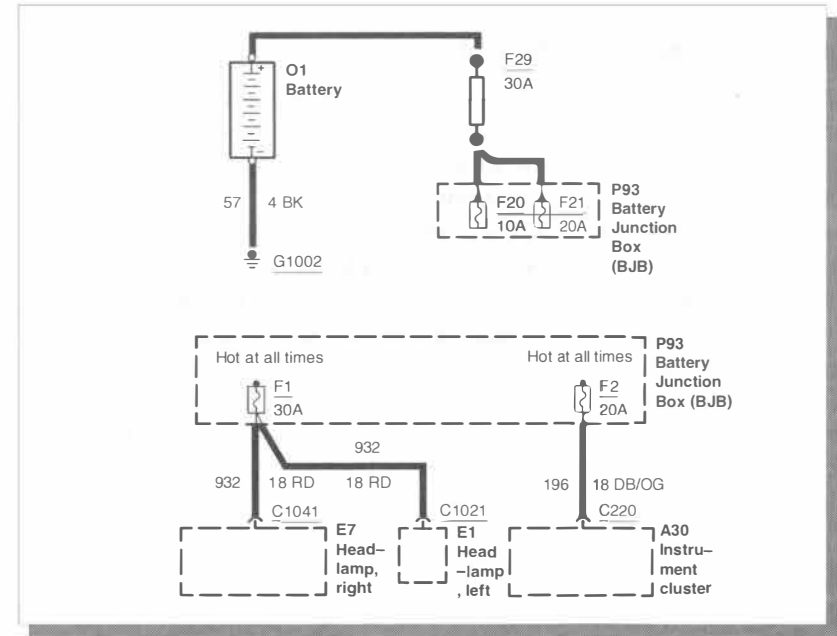 F29
30A
O1
Battery
+
-
57 4 BK
G1002
F20 F21
10A 20A
P93
Battery
Junction
Box
(BJB)
Hot at all times Hot at all times
F1
30A
F2
20A
P93
Battery
Junction
Box (BJB)
932
932 18 RD 18 RD
196 18 DB/OG
C1041 C1021 C220
E7
Head–
lamp,
right
E1
Head
–lamp
, left
A30
Instru–
ment
cluster